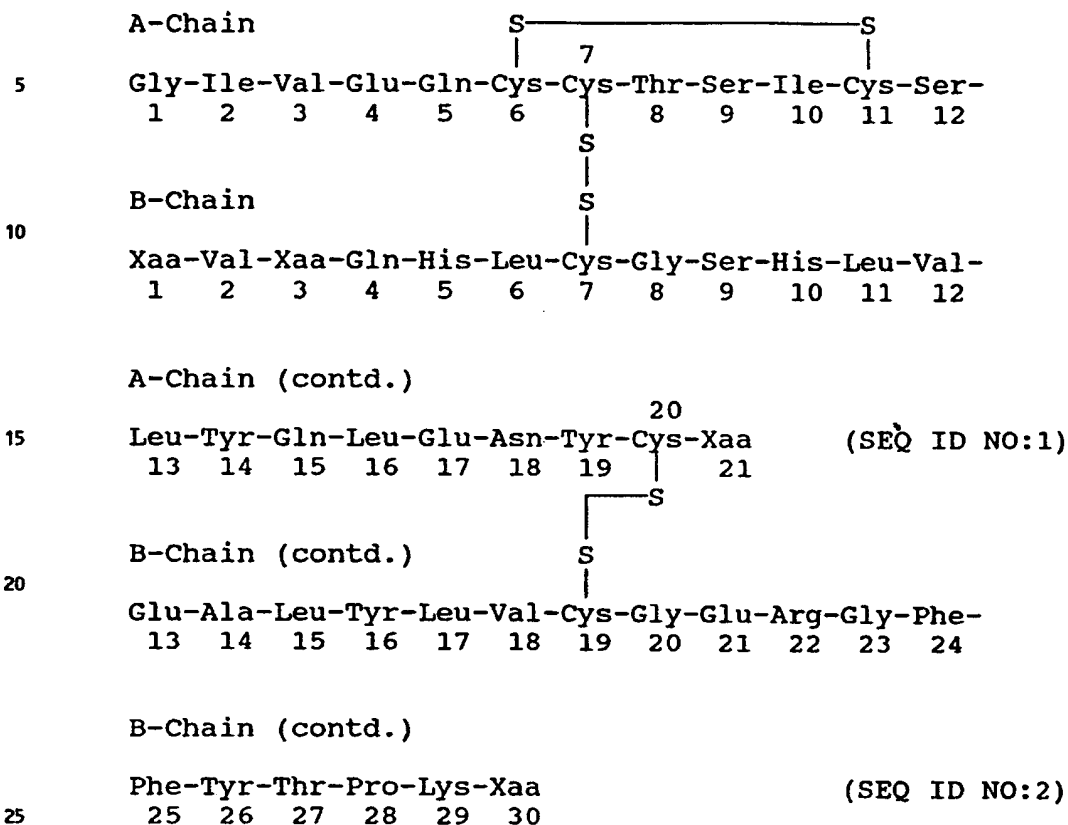 A-Chain S S
7
5 Gly-Ile-Val-Glu-Gln-Cys-Cys-Thr-Ser-Ile-Cys-Ser-
1 2 3 4 5 6 8 9 10 11 12
S
B-Chain S
10
Xaa-Val-Xaa-Gln-His-Leu-Cys-Gly-Ser-His-Leu-Val-
1 2 3 4 5 6 7 8 9 10 11 12
A-Chain (contd.)
20
15 Leu-Tyr-Gln-Leu-Glu-Asn-Tyr-Cys-Xaa (SEQ ID NO:1)
13 14 15 16 17 18 19 21
S
B-Chain (contd.) S
20
Glu-Ala-Leu-Tyr-Leu-Val-Cys-Gly-Glu-Arg-Gly-Phe-
13 14 15 16 17 18 19 20 21 22 23 24
B-Chain (contd.)
Phe-Tyr-Thr-Pro-Lys-Xaa (SEQ ID NO:2)
25 25 26 27 28 29 30